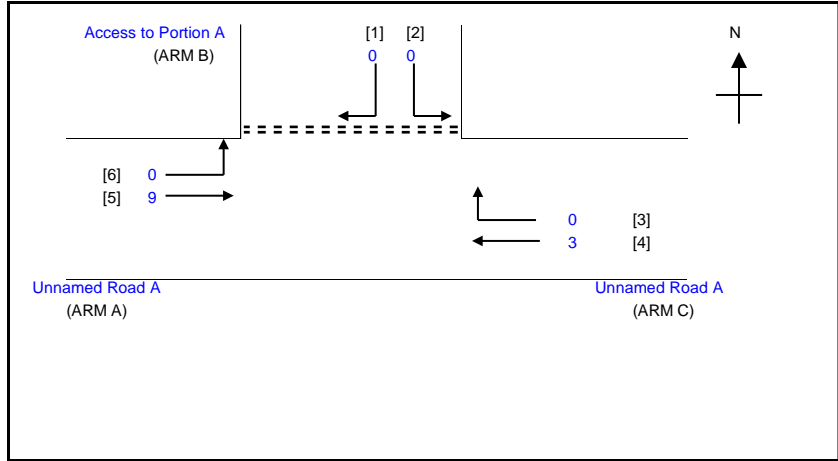 Access to Portion A
(ARM B)
[1] [2]
0 0
N
[6] 0
[5] 9
0 [3]
3 [4]
Unnamed Road A
(ARM A)
Unnamed Road A
(ARM C)